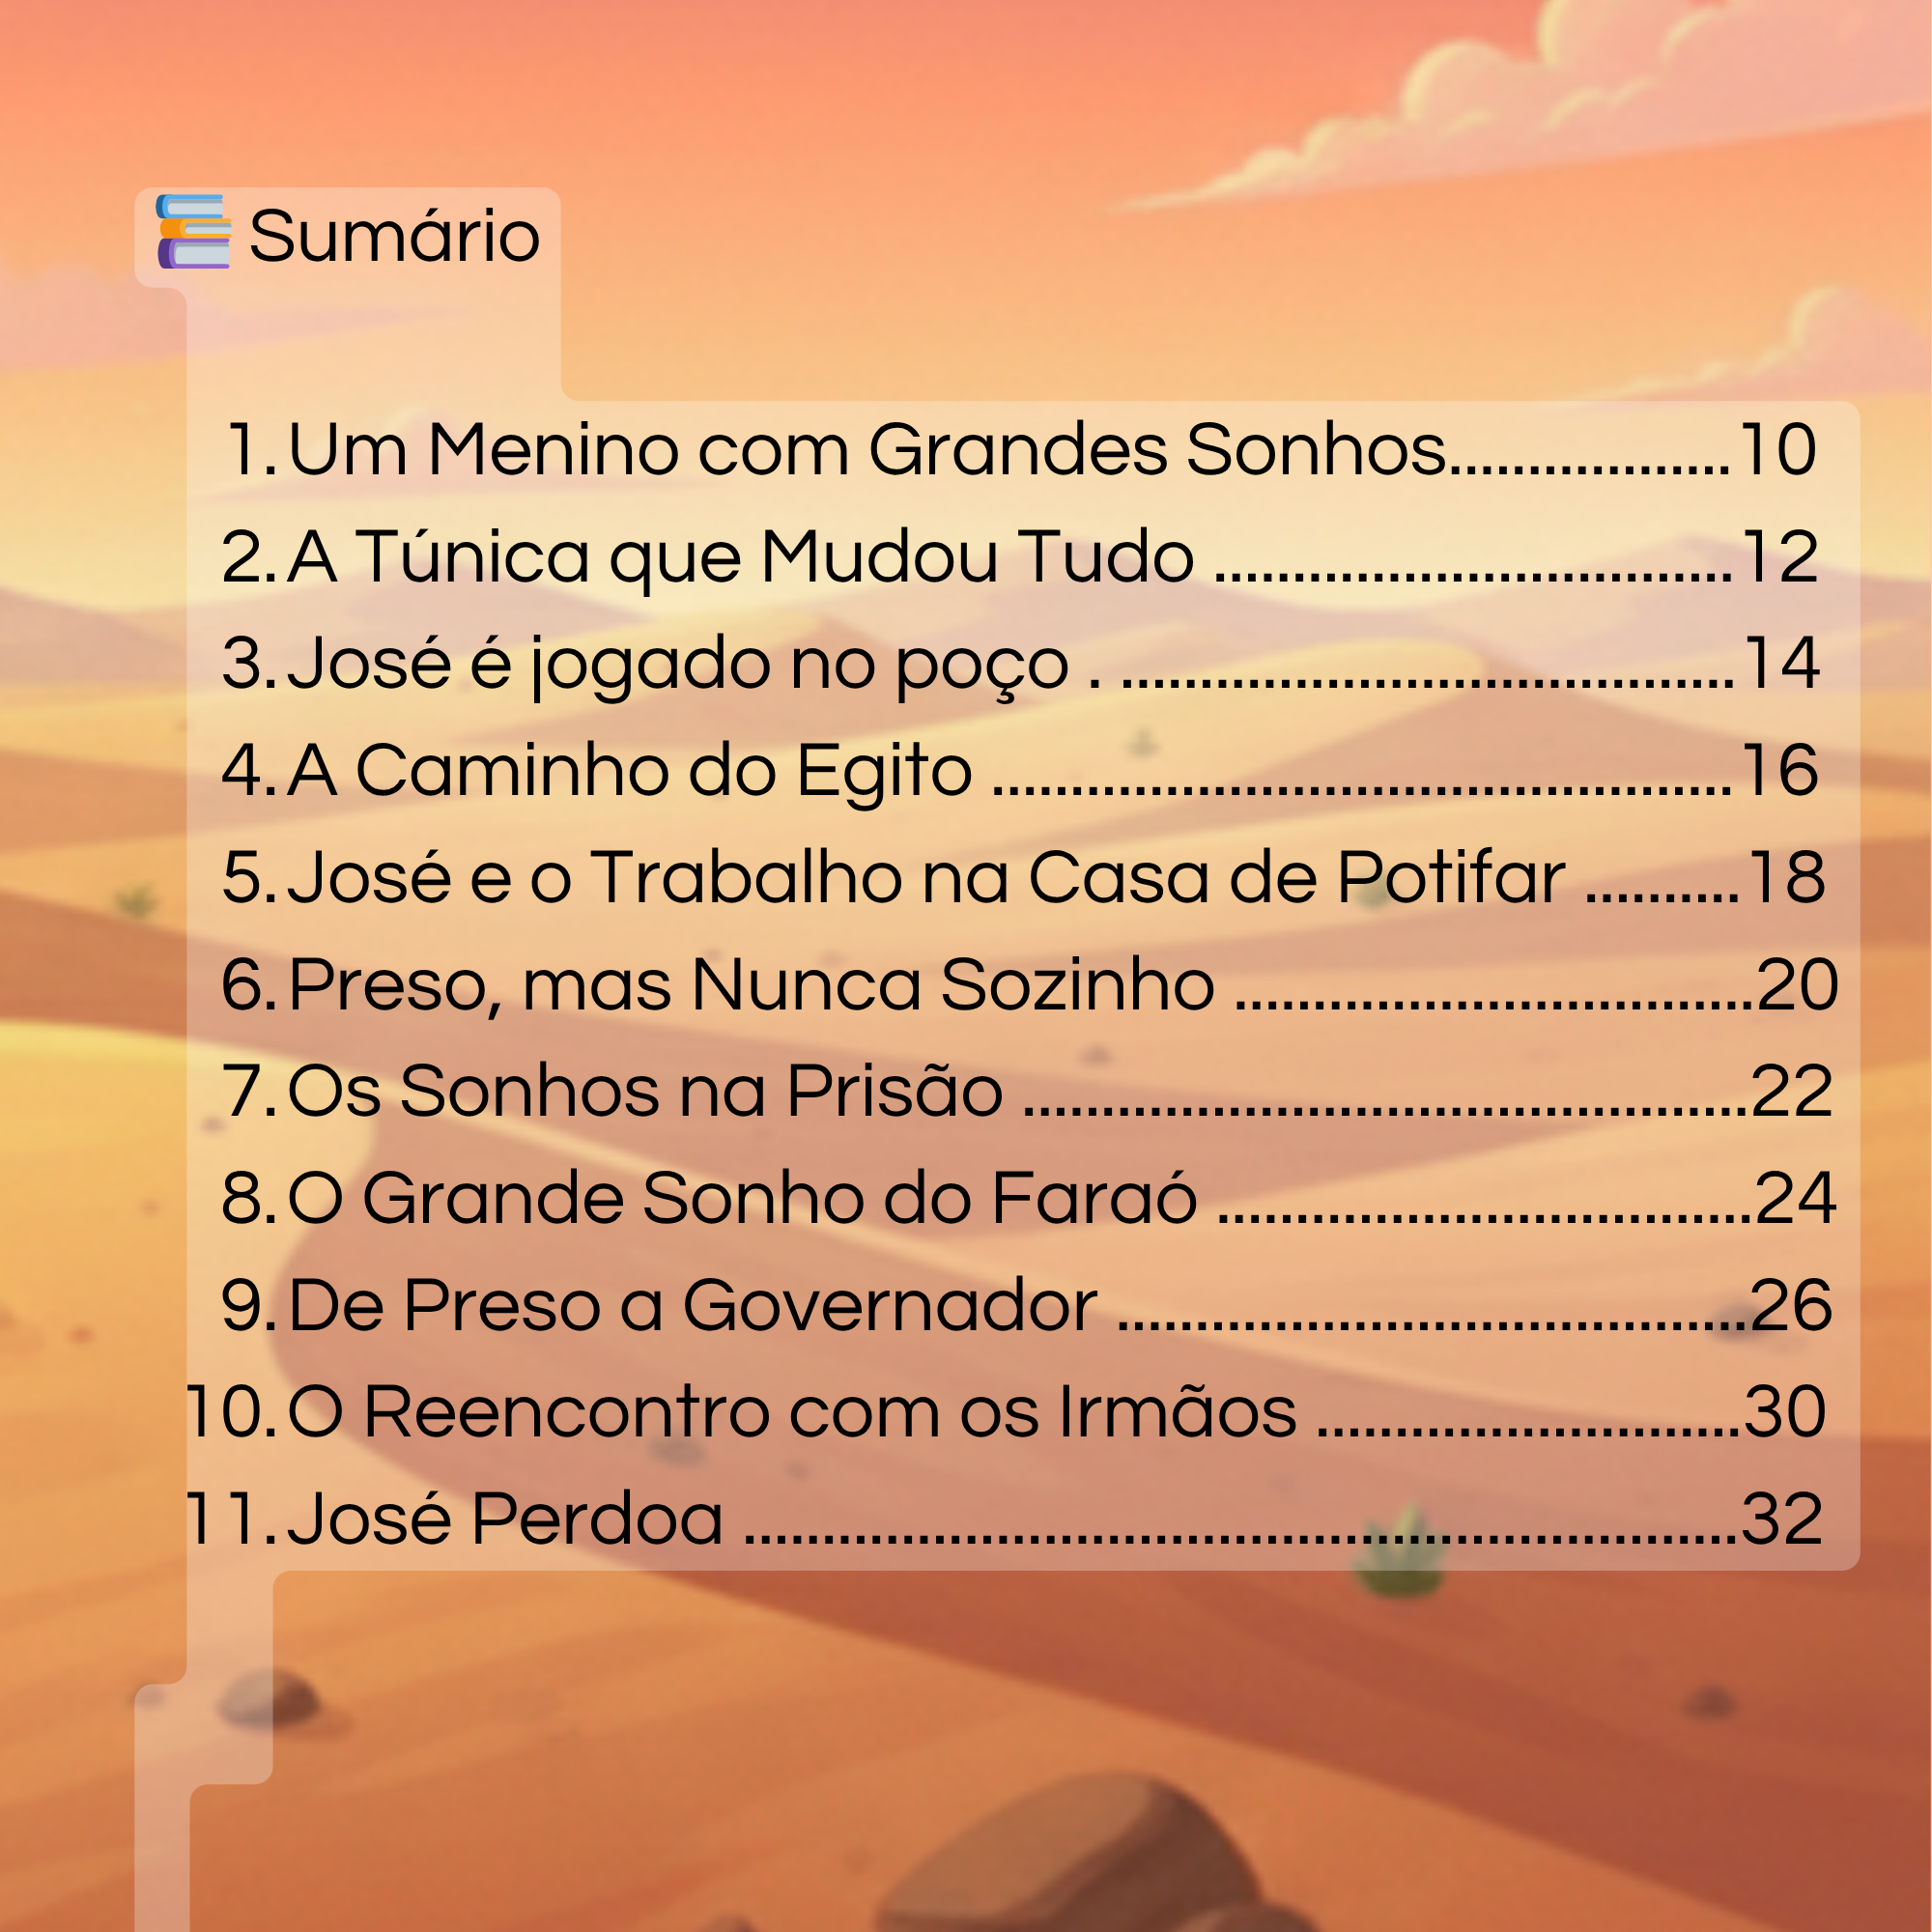 📚 Sumário
1. Um Menino com Grandes Sonhos..................10
2. A Túnica que Mudou Tudo .................................12
3. José é jogado no poço . .......................................14
4. A Caminho do Egito ...............................................16
5. José e o Trabalho na Casa de Potifar ..........18
6. Preso, mas Nunca Sozinho .................................20
7. Os Sonhos na Prisão ..............................................22
8. O Grande Sonho do Faraó ..................................24
9. De Preso a Governador ........................................26
10. O Reencontro com os Irmãos ...........................30
11. José Perdoa ...............................................................32